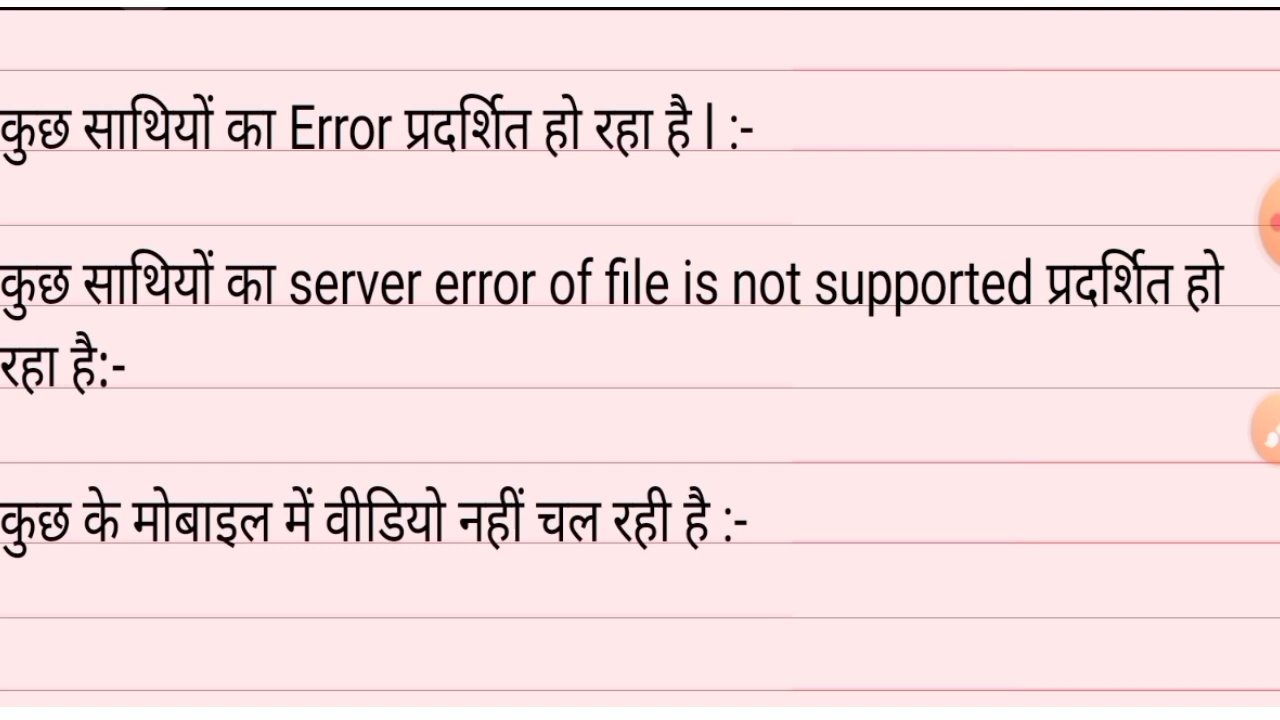 कुछ साथियों का Error प्रदर्शित हो रहा है l :-
कुछ साथियों का server error of file is not supported प्रदर्शित हो
रहा है:-
कुछ के मोबाइल में वीडियो नहीं चल रही है :-